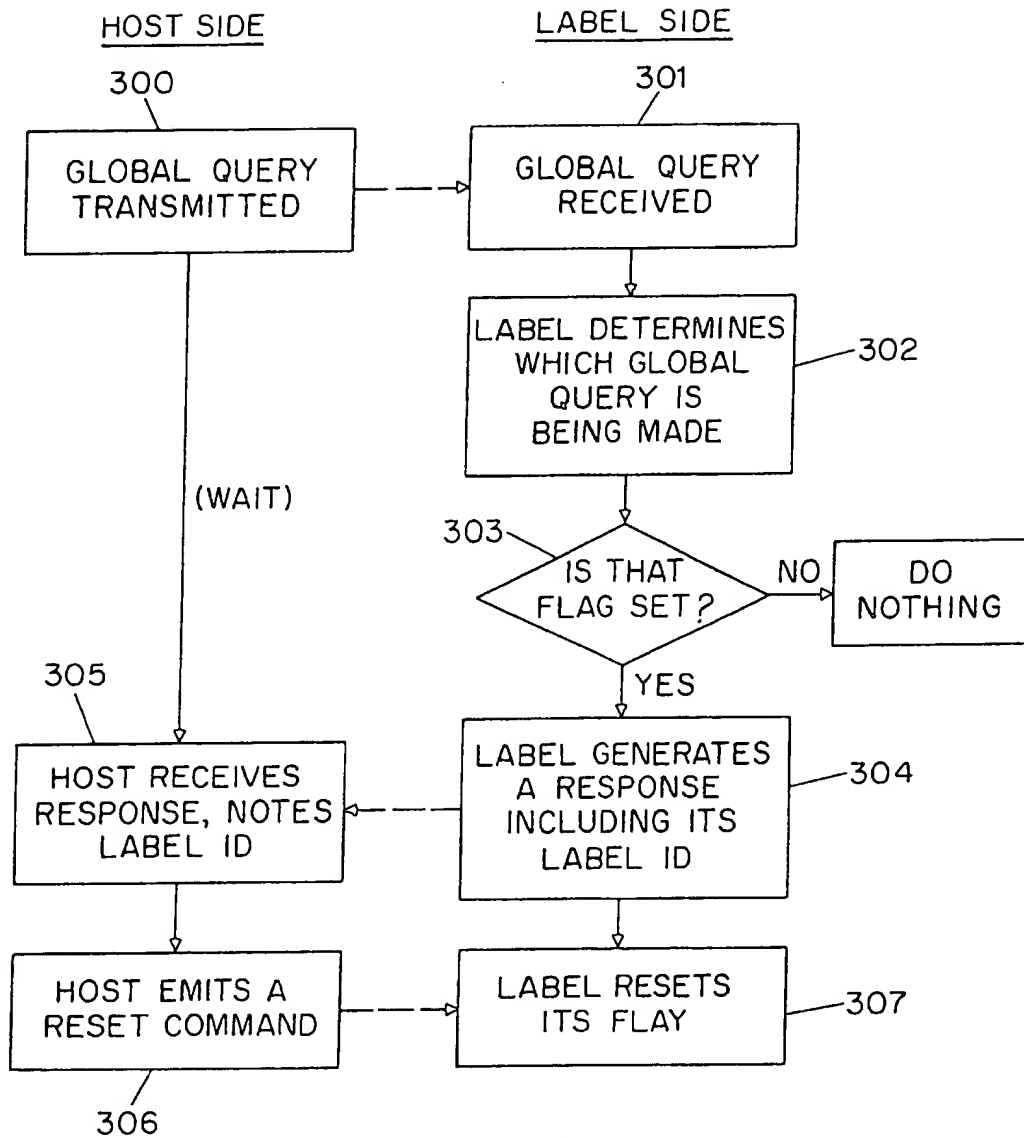 HOST SIDE
LABEL SIDE
300
301
GLOBAL QUERY
TRANSMITTED
GLOBAL QUERY
RECEIVED
LABEL DETERMINES
WHICH GLOBAL
QUERY IS
BEING MADE
302
(WAIT)
303
IS THAT
FLAG SET?
NO
DO
NOTHING
YES
305
HOST RECEIVES
RESPONSE, NOTES
LABEL ID
LABEL GENERATES
A RESPONSE
INCLUDING ITS
LABEL ID
304
HOST EMITS A
RESET COMMAND
LABEL RESETS
ITS FLAY
307
306